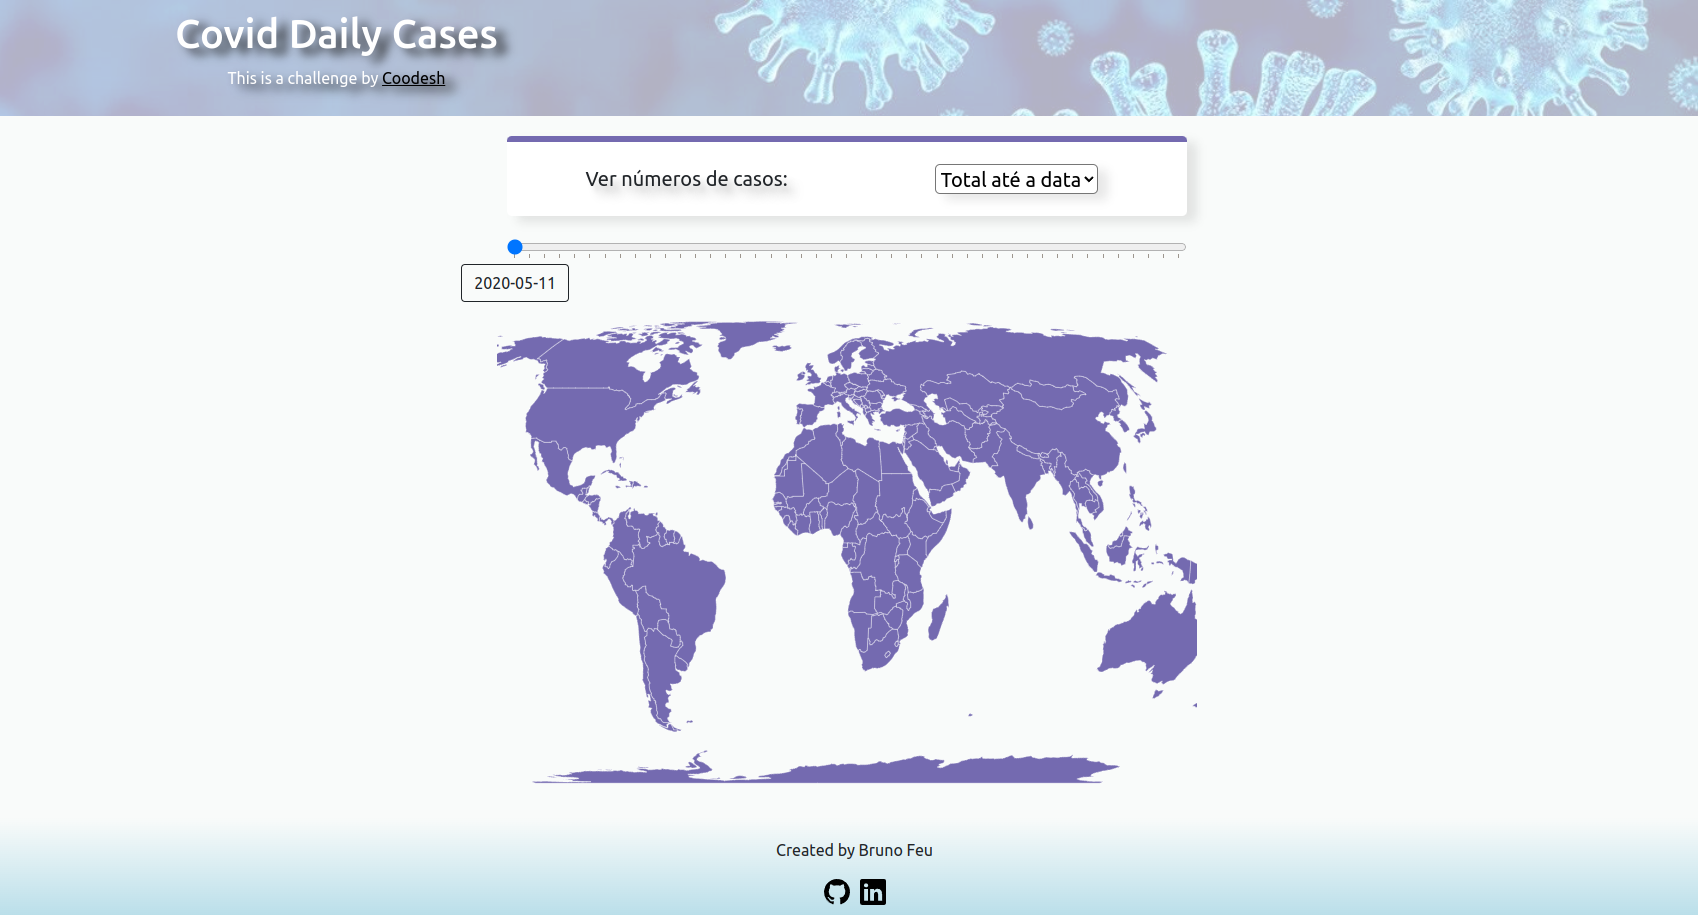 Covid Daily Cases
This is a challenge by Coodesh
Ver números de casos:
Total até a data
2020-05-11
Created by Bruno Feu
in